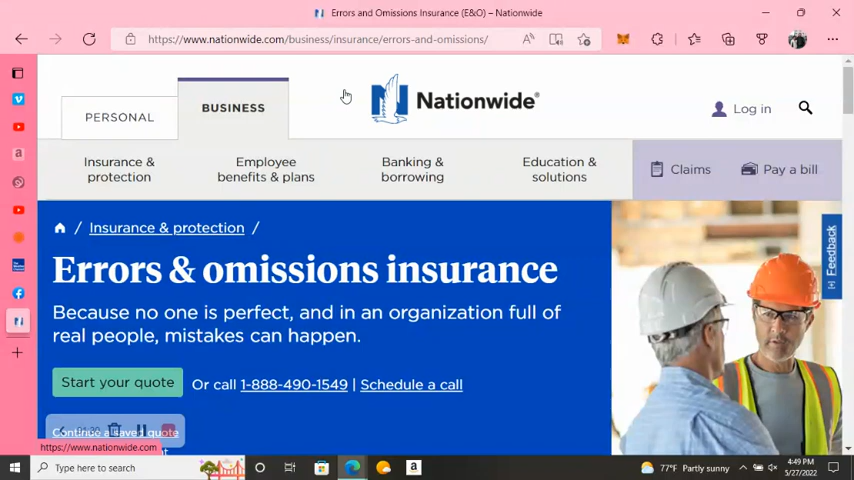 Errors and Omissions Insurance (E&O) – Nationwide
https://www.nationwide.com/business/insurance/errors-and-omissions/
PERSONAL
BUSINESS
Nationwide®
Log in
Insurance & protection
Employee benefits & plans
Banking & borrowing
Education & solutions
Claims
Pay a bill
/ Insurance & protection /
Errors & omissions insurance
Because no one is perfect, and in an organization full of
real people, mistakes can happen.
Start your quote
Or call 1-888-490-1549 | Schedule a call
Continue a saved quote
https://www.nationwide.com
Feedback
Type here to search
77°F Partly sunny
4:49 PM
5/27/2022